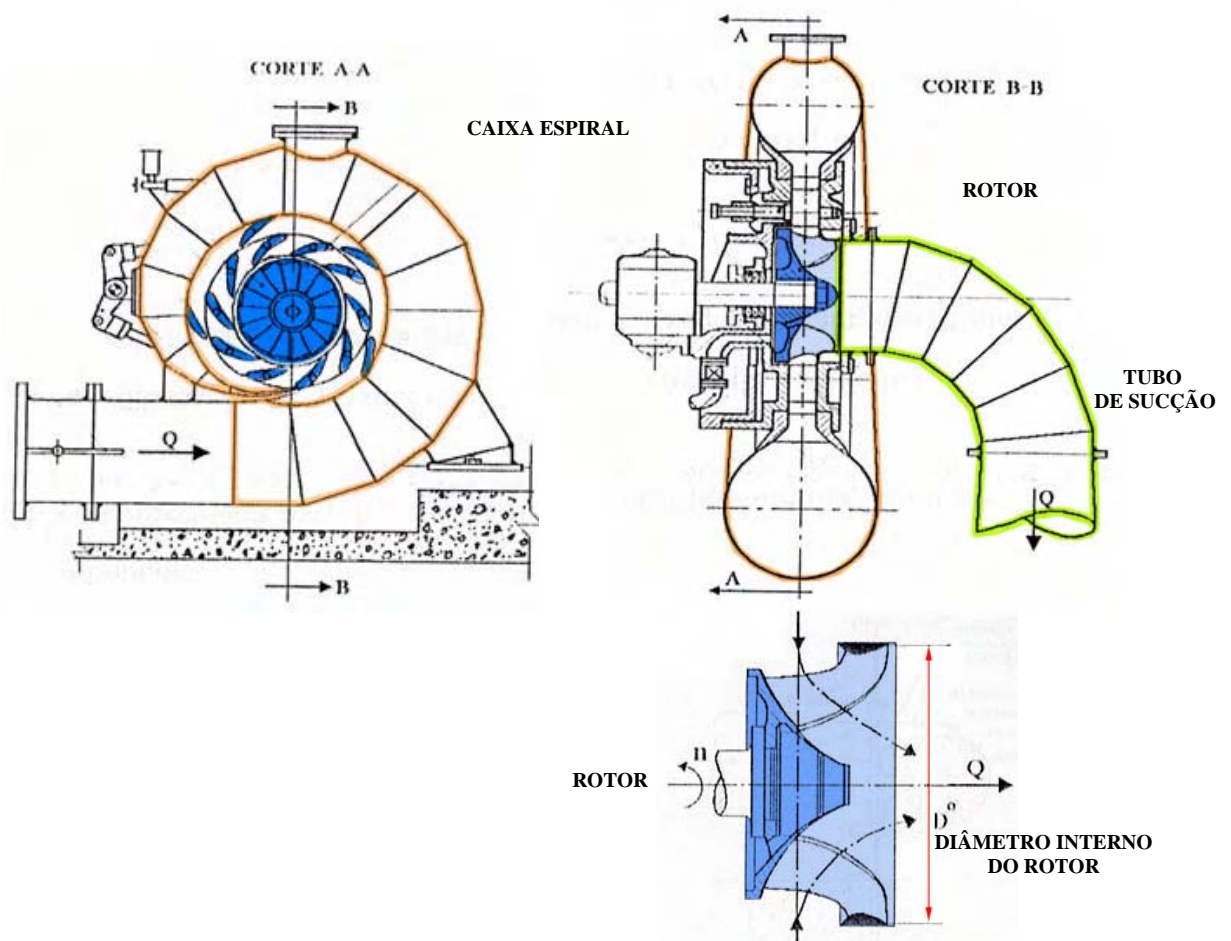 CORTE A-A
B
CAIXA ESPIRAL
Q
B
A
CORTE B-B
ROTOR
TUBO
DE SUCÇÃO
Q
A
ROTOR
n
Q
D°
DIÂMETRO INTERNO
DO ROTOR